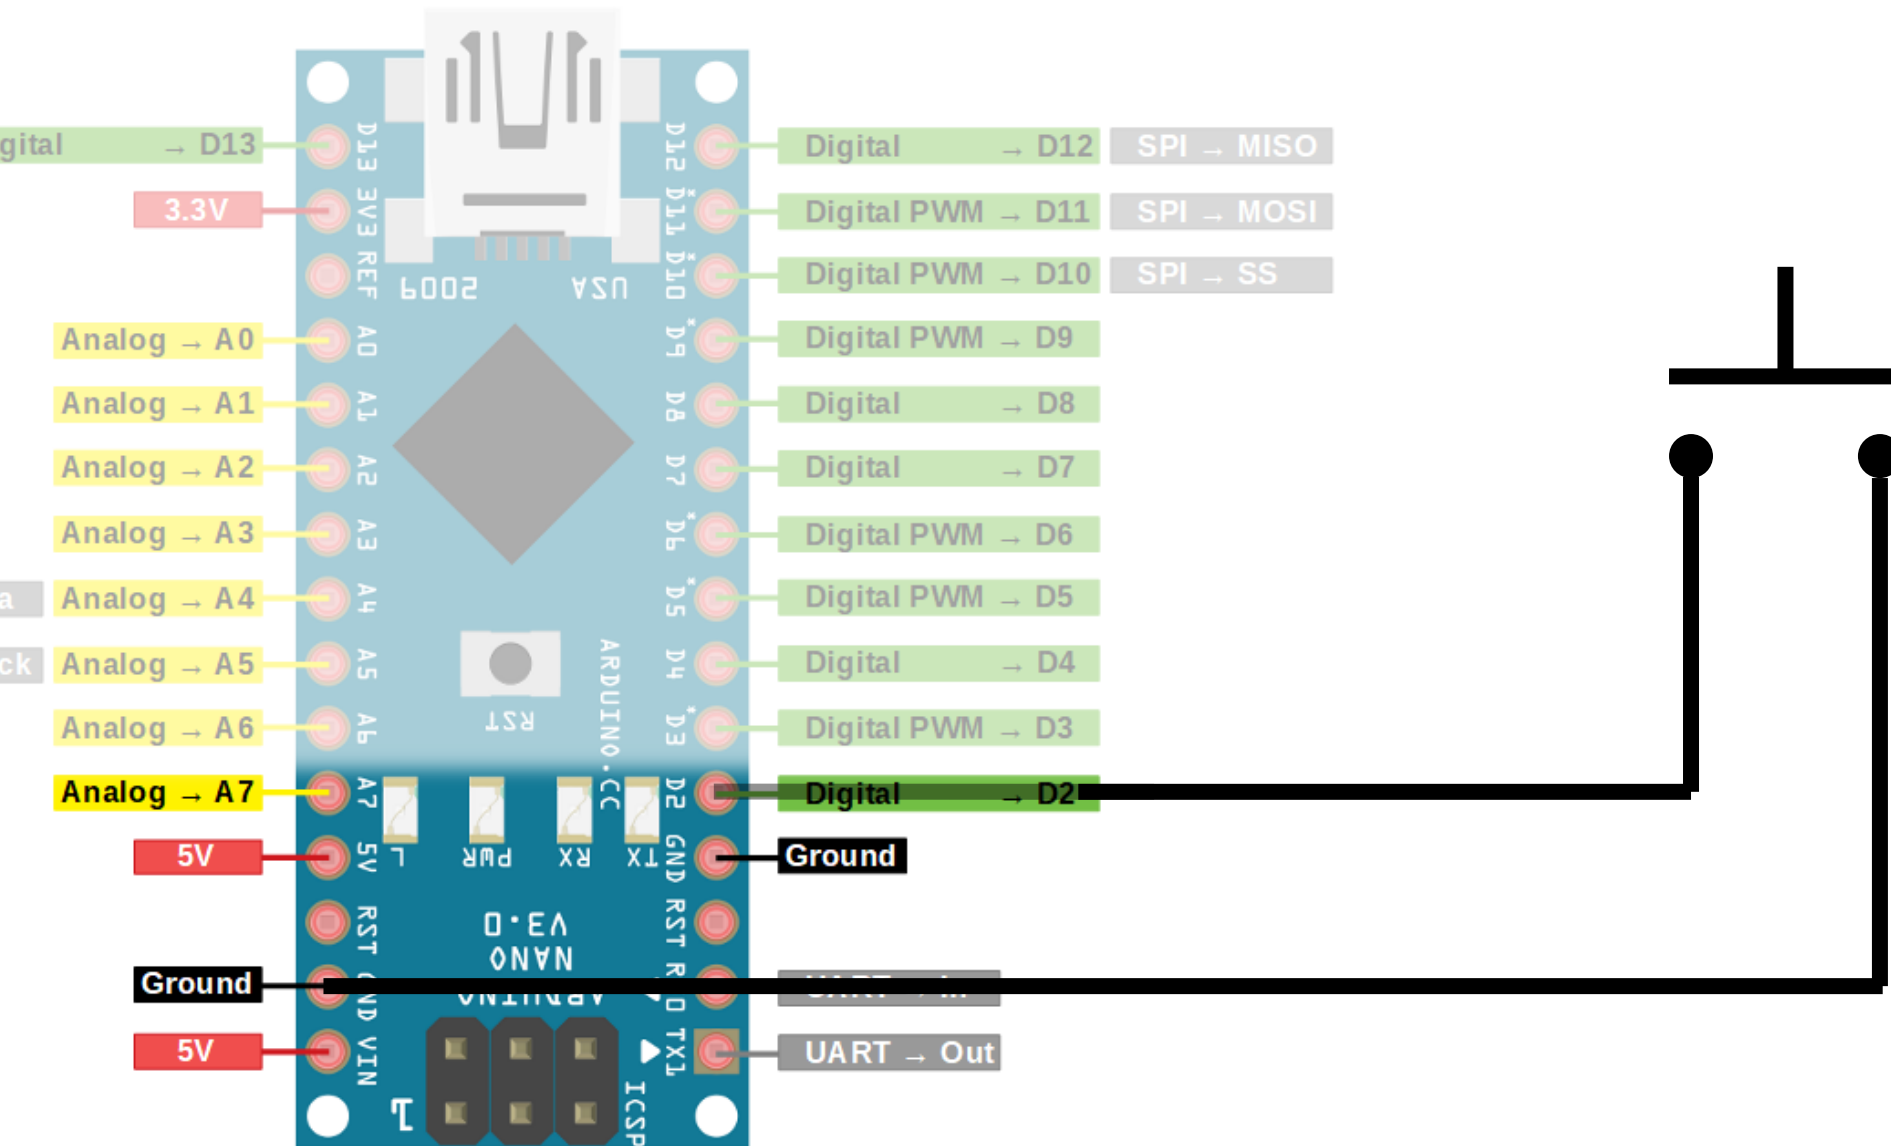 gital → D13
3.3V
Analog → A0
Analog → A1
Analog → A2
Analog → A3
a
Analog → A4
ck
Analog → A5
Analog → A6
Analog → A7
5V
Ground
5V
D13
3V3
REF
A0
A1
A2
A3
A4
A5
A6
A7
5V
RST
GND
VIN
2009
USA
RST
ARDUINO.CC
L
PWR
RX
TX
V3.0
NANO
ARDUINO
1
ICSP
D12
D11*
D10*
D9*
D8
D7
D6*
D5*
D4
D3*
D2
GND
RST
TX1
Digital → D12 SPI → MISO
Digital PWM → D11 SPI → MOSI
Digital PWM → D10 SPI → SS
Digital PWM → D9
Digital → D8
Digital → D7
Digital PWM → D6
Digital PWM → D5
Digital → D4
Digital PWM → D3
Digital → D2
Ground
UART → In
UART → Out